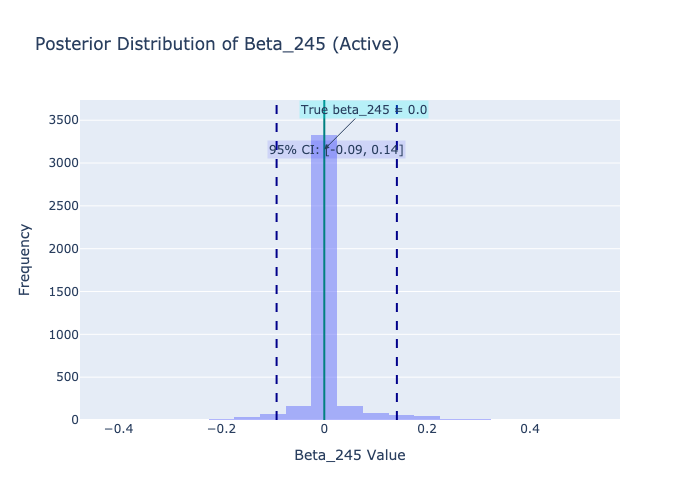 Posterior Distribution of Beta_245 (Active)
True beta_245 = 0.0
95% CI: [-0.09, 0.14]
3500
3000
2500
2000
1500
1000
500
0
Frequency
−0.4
−0.2
0
0.2
0.4
Beta_245 Value